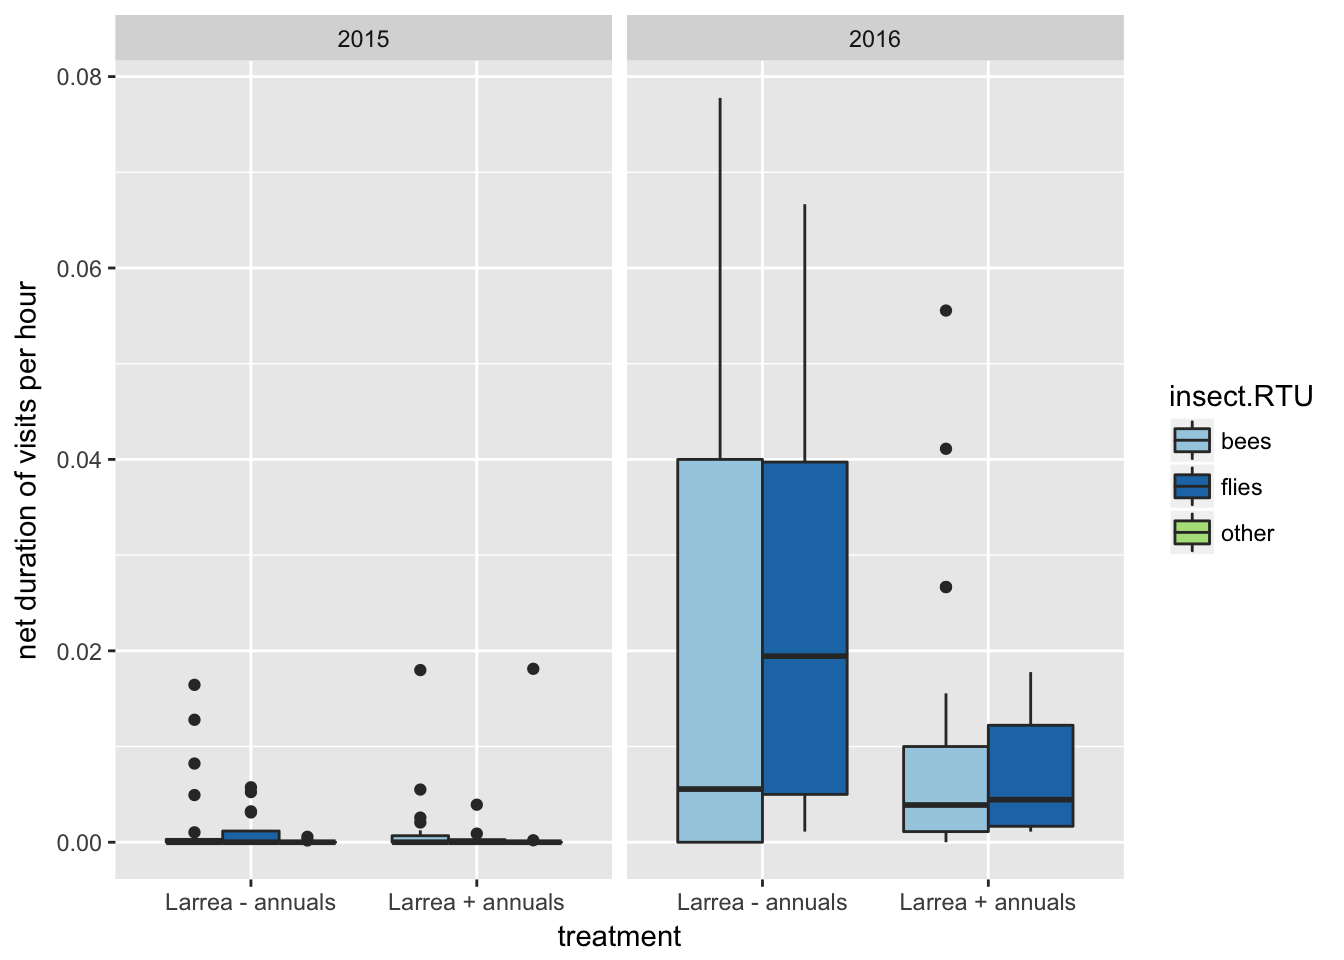 2015
2016
0.08
0.06
0.04
0.02
0.00
net duration of visits per hour
Larrea - annuals
Larrea + annuals
Larrea - annuals
Larrea + annuals
treatment
insect.RTU
bees
flies
other